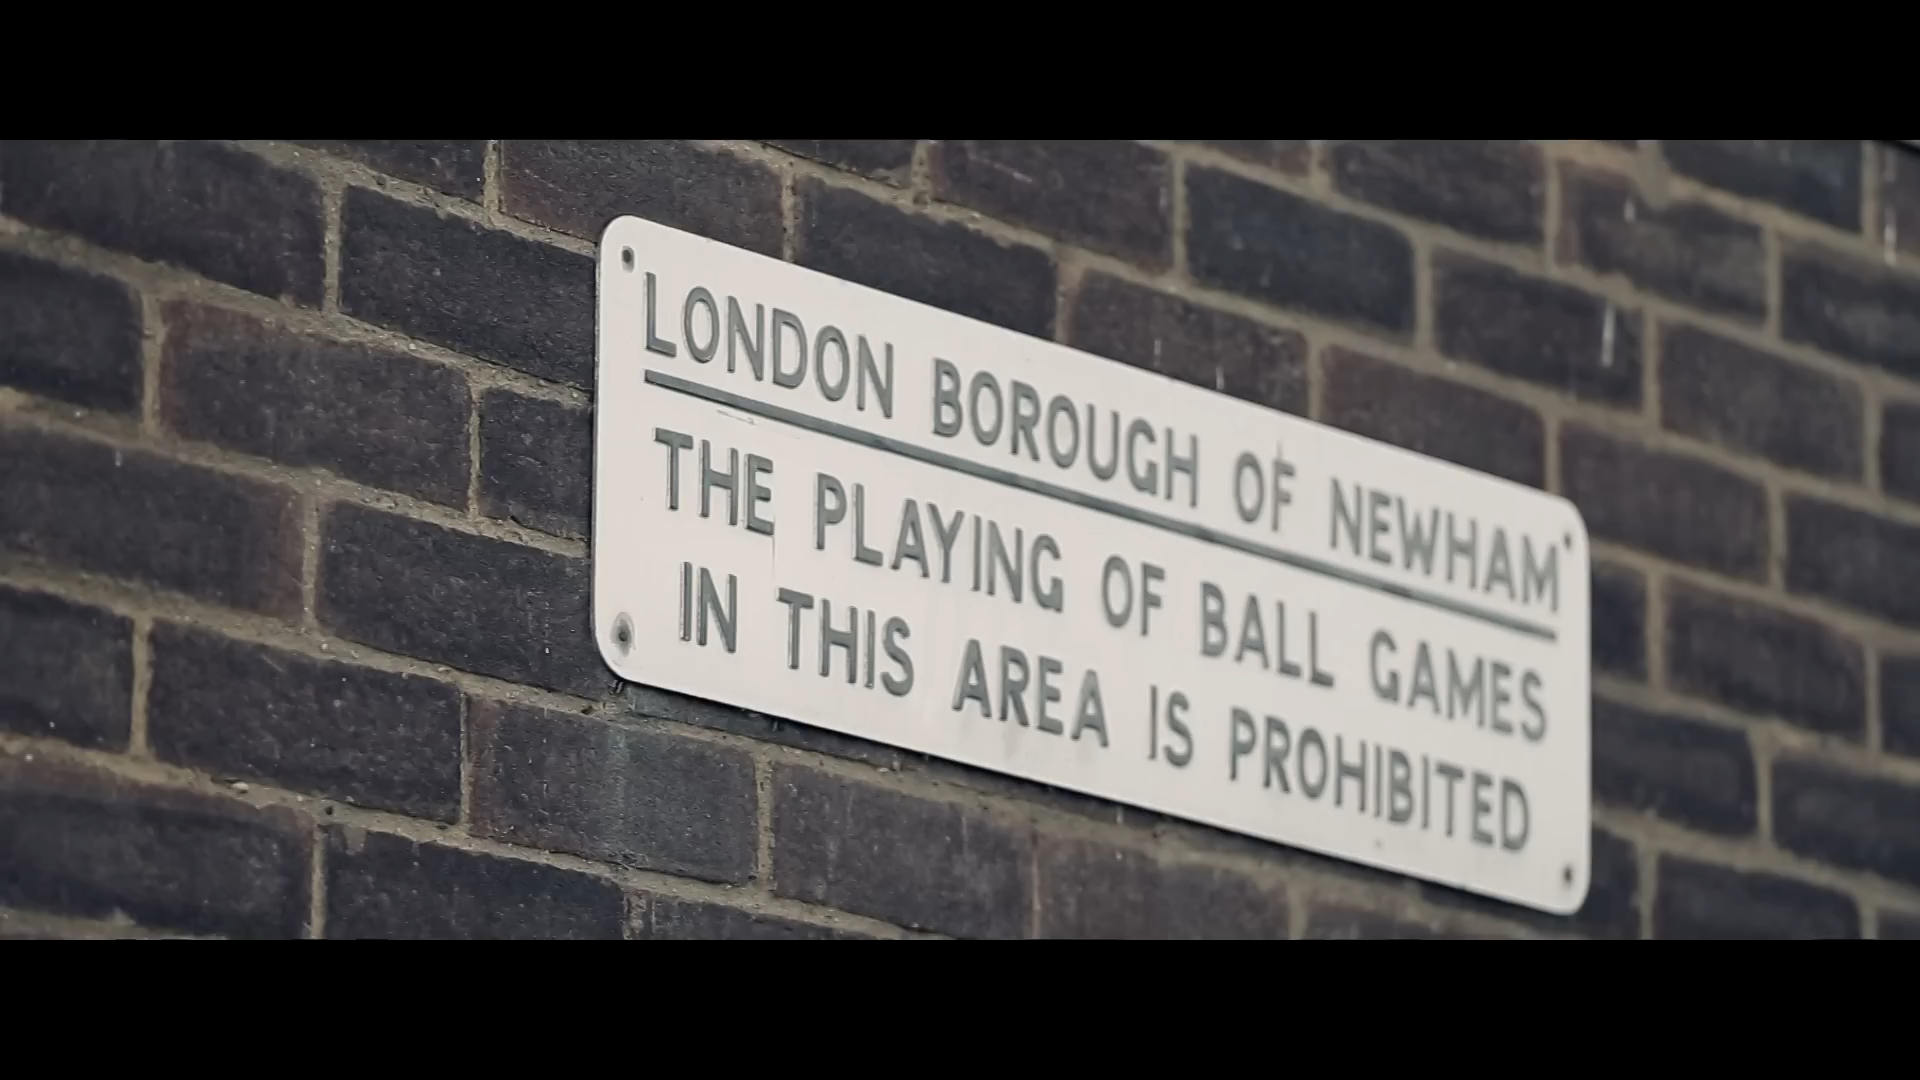 LONDON BOROUGH OF NEWHAM
THE PLAYING OF BALL GAMES
IN THIS AREA IS PROHIBITED